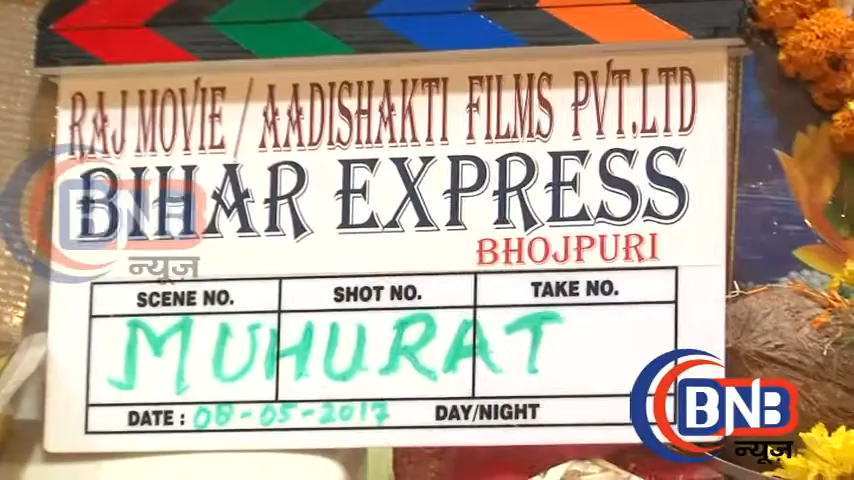 RAJ MOVIE / AADISHAKTI FILMS PVT.LTD
BIHAR EXPRESS
BHOJPURI
BNB
न्यूज़
SCENE NO. SHOT NO. TAKE NO.
MUHURAT
DATE : 08-05-2017 DAY/NIGHT
BNB
न्यूज़